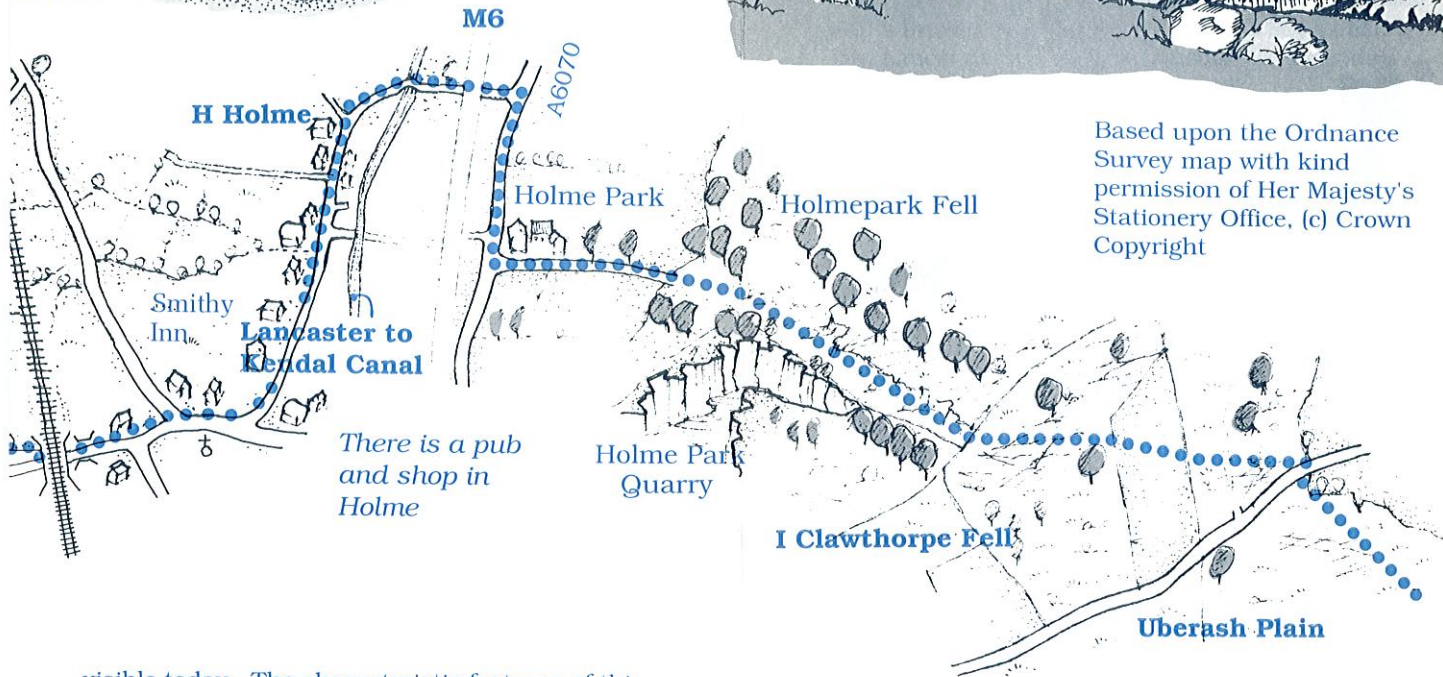 M6
A6070
H Holme
Based upon the Ordnance
Survey map with kind
permission of Her Majesty's
Stationery Office, (c) Crown
Copyright
Holme Park
Holmepark Fell
Smithy
Inn
Lancaster to
Kendal Canal
There is a pub
and shop in
Holme
Holme Park
Quarry
I Clawthorpe Fell
Uberash Plain